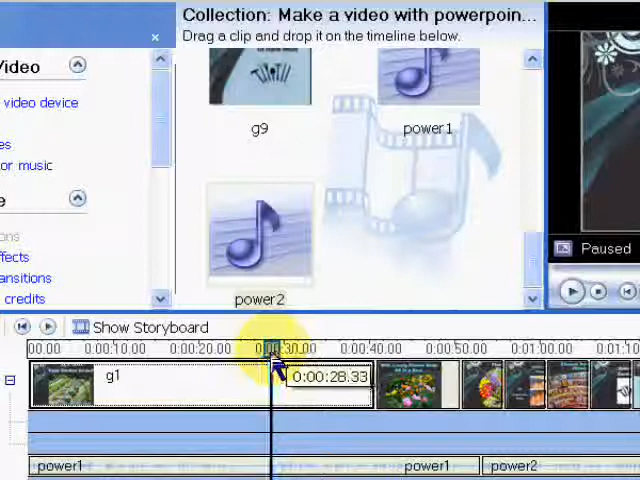 Collection: Make a video with powerpoin...
Drag a clip and drop it on the timeline below.
Video
video device
es
or music
e
ons
ffects
ansitions
credits
g9
power1
power2
Paused
Show Storyboard
00.00 0:00:10.00 0:00:20.00 0:00:30.00 0:00:40.00 0:00:50.00 0:01:00.00 0:01:10.00
g1
0:00:28.33
power1 power1 power2